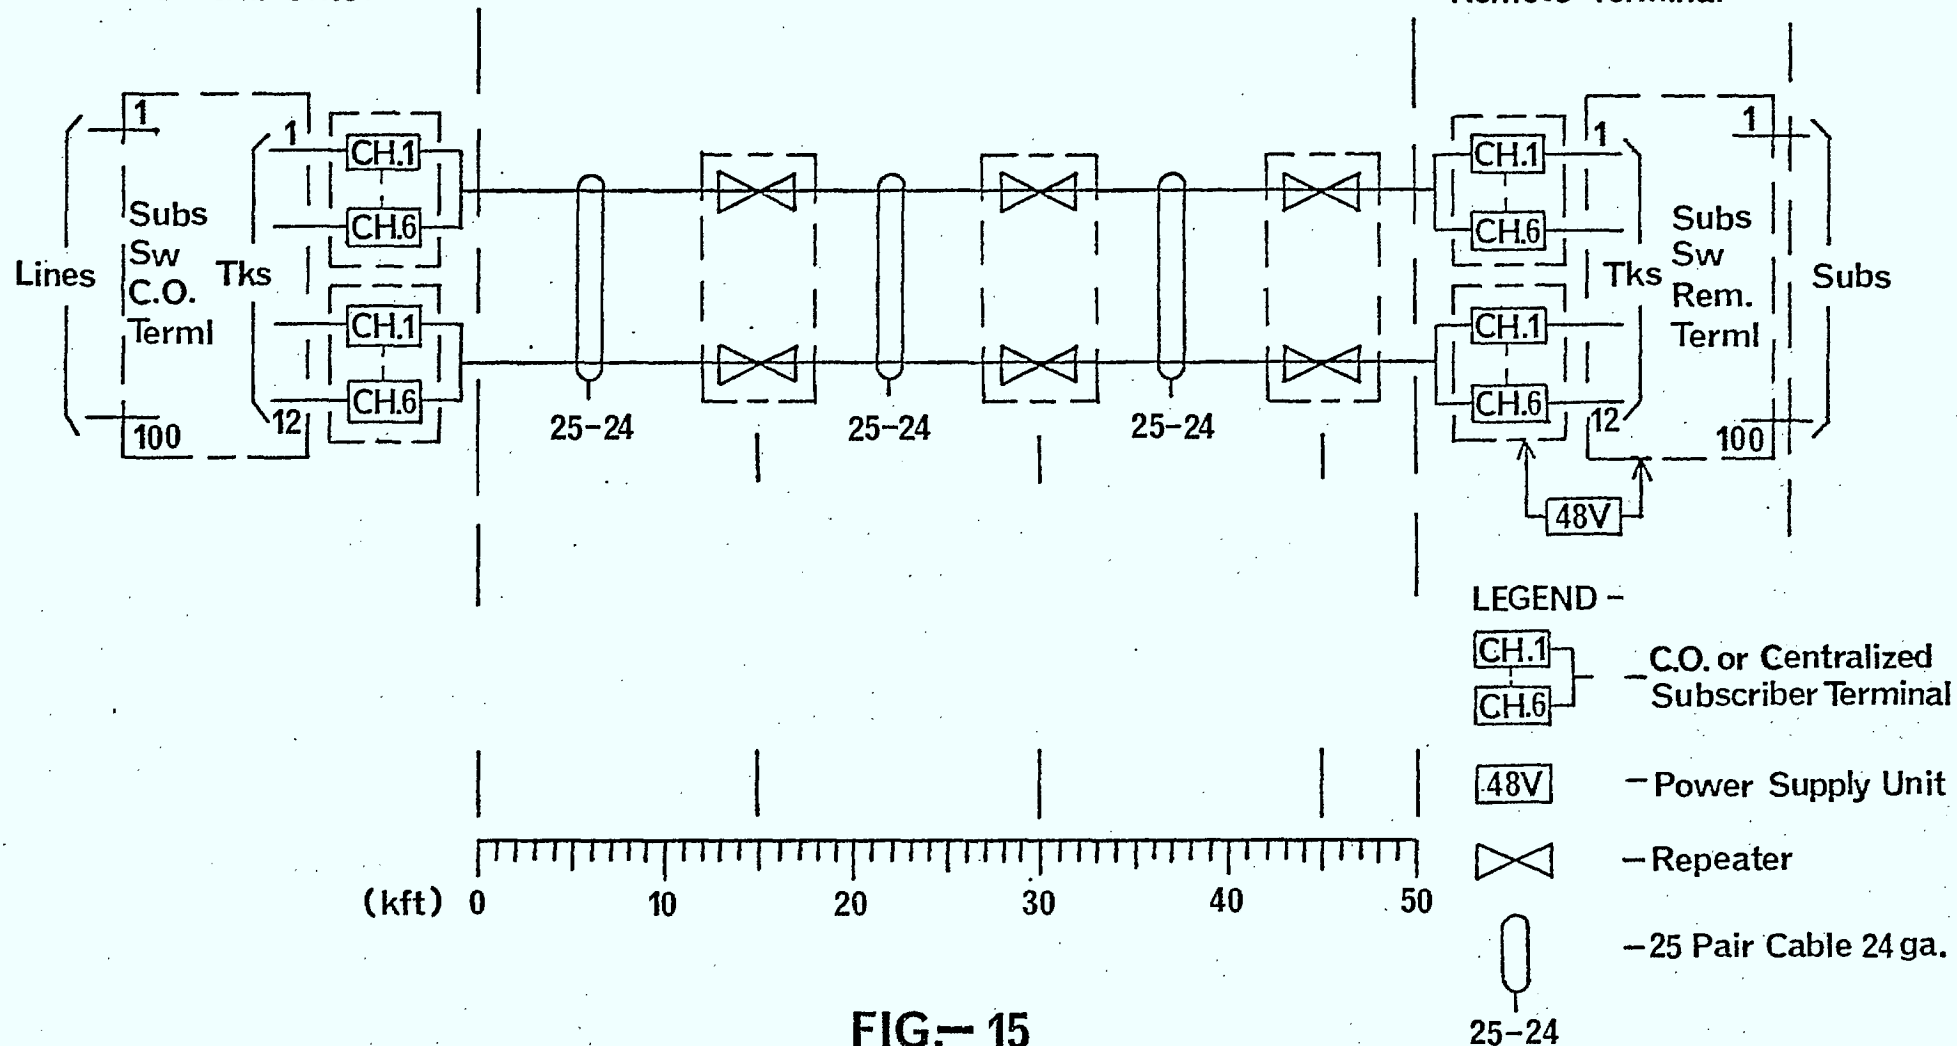 Remote Terminal
Lines
1
Subs
Sw
C.O.
Terml
100
Tks
1
12
CH.1
CH.6
CH.1
CH.6
25-24
25-24
25-24
CH.1
CH.6
CH.1
CH.6
1
Tks
12
Subs
Sw
Rem.
Terml
1
100
Subs
48V
LEGEND -
CH.1
CH.6
- C.O. or Centralized
Subscriber Terminal
48V
- Power Supply Unit
- Repeater
- 25 Pair Cable 24 ga.
25-24
(kft) 0 10 20 30 40 50
FIG.- 15